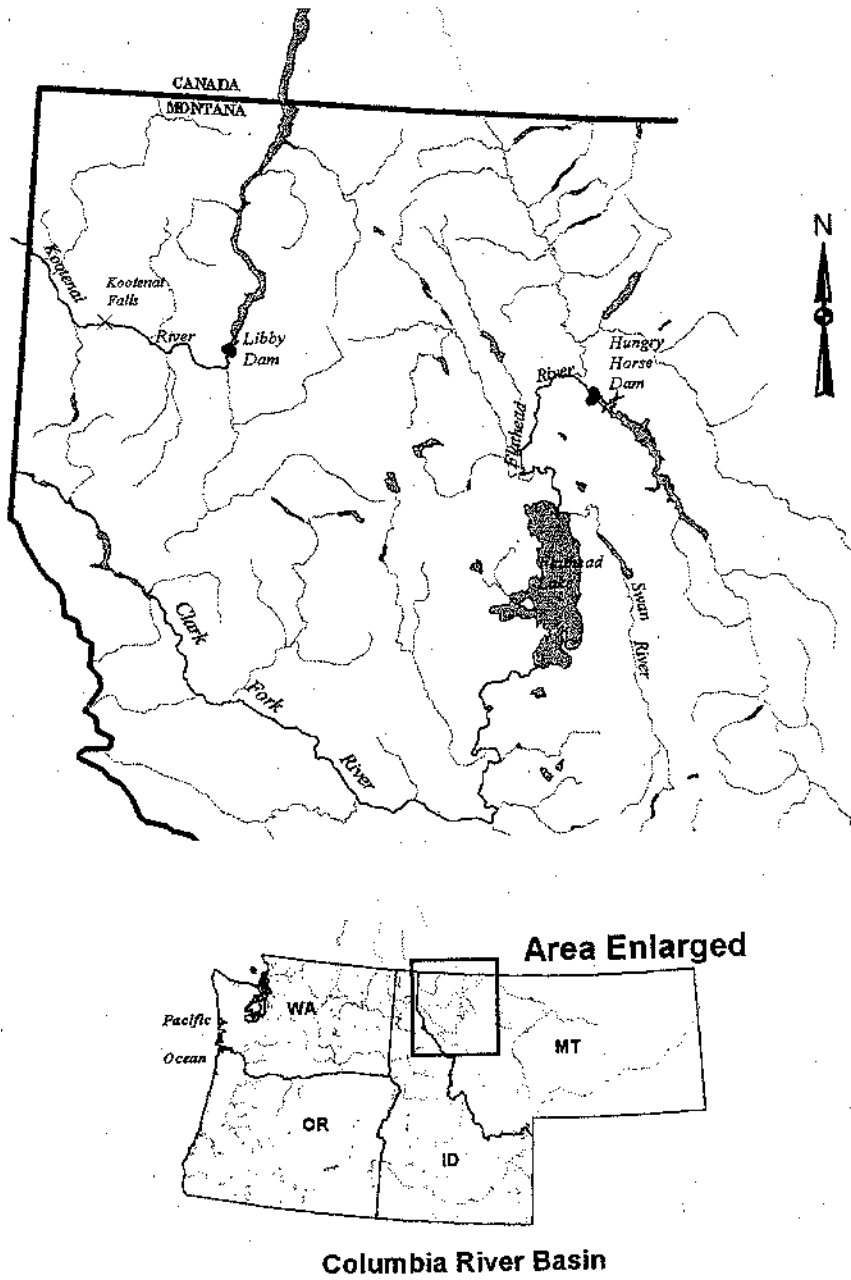 CANADA
MONTANA
N
Kootenai
Kootenai
Falls
River
Libby
Dam
Hungry
Horse
Dam
River
Flathead
Swan
River
Clark
Fork
River
Area Enlarged
WA
Pacific
Ocean
MT
OR
ID
Columbia River Basin